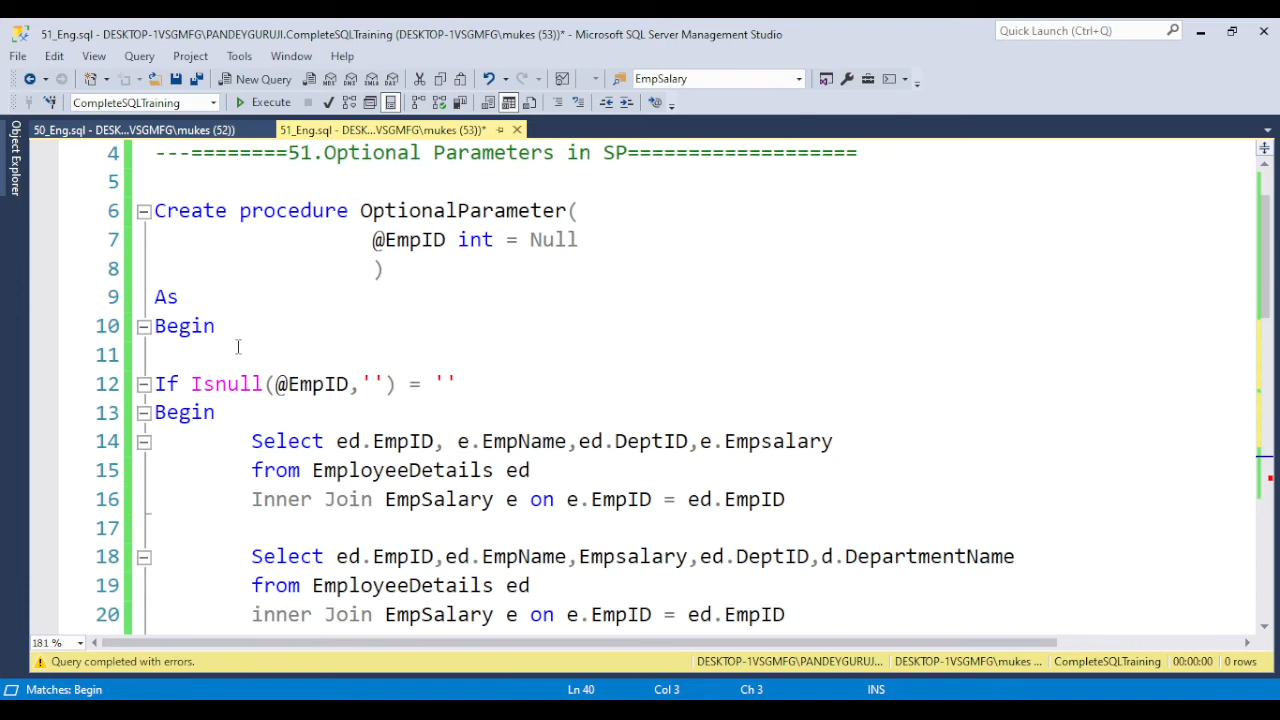 51_Eng.sql - DESKTOP-1VSGMFG\PANDEYGURUJI.CompleteSQLTraining (DESKTOP-1VSGMFG\mukes (53))* - Microsoft SQL Server Management Studio
Quick Launch (Ctrl+Q)
File Edit View Query Project Tools Window Help
New Query
EmpSalary
CompleteSQLTraining
Execute
50_Eng.sql - DESK...VSGMFG\mukes (52))
51_Eng.sql - DESK...VSGMFG\mukes (53))*
Object Explorer
4 ---========51.Optional Parameters in SP===================
5
6 Create procedure OptionalParameter(
7 @EmpID int = Null
8 )
9 As
10 Begin
11
12 If Isnull(@EmpID,'') = ''
13 Begin
14 Select ed.EmpID, e.EmpName,ed.DeptID,e.Empsalary
15 from EmployeeDetails ed
16 Inner Join EmpSalary e on e.EmpID = ed.EmpID
17
18 Select ed.EmpID,ed.EmpName,Empsalary,ed.DeptID,d.DepartmentName
19 from EmployeeDetails ed
20 inner Join EmpSalary e on e.EmpID = ed.EmpID
181 %
Query completed with errors.
DESKTOP-1VSGMFG\PANDEYGURUJI... DESKTOP-1VSGMFG\mukes ... CompleteSQLTraining 00:00:00 0 rows
Matches: Begin
Ln 40 Col 3 Ch 3 INS